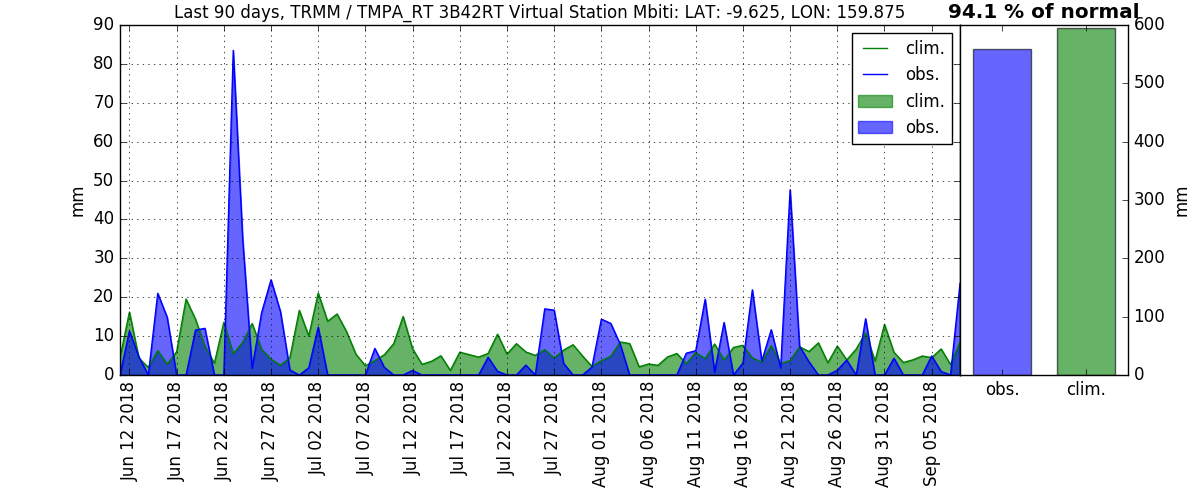 Last 90 days, TRMM / TMPA_RT 3B42RT Virtual Station Mbiti: LAT: -9.625, LON: 159.875
94.1 % of normal
mm
90
80
70
60
50
40
30
20
10
0
clim.
obs.
clim.
obs.
600
500
400
300
200
100
0
mm
Jun 12 2018
Jun 17 2018
Jun 22 2018
Jun 27 2018
Jul 02 2018
Jul 07 2018
Jul 12 2018
Jul 17 2018
Jul 22 2018
Jul 27 2018
Aug 01 2018
Aug 06 2018
Aug 11 2018
Aug 16 2018
Aug 21 2018
Aug 26 2018
Aug 31 2018
Sep 05 2018
obs.
clim.